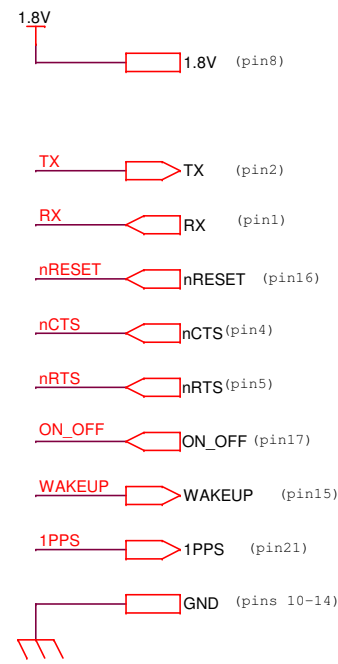 1.8V
1.8V (pin8)
TX TX (pin2)
RX RX (pin1)
nRESET nRESET (pin16)
nCTS nCTS (pin4)
nRTS nRTS (pin5)
ON_OFF ON_OFF (pin17)
WAKEUP WAKEUP (pin15)
1PPS 1PPS (pin21)
GND (pins 10-14)